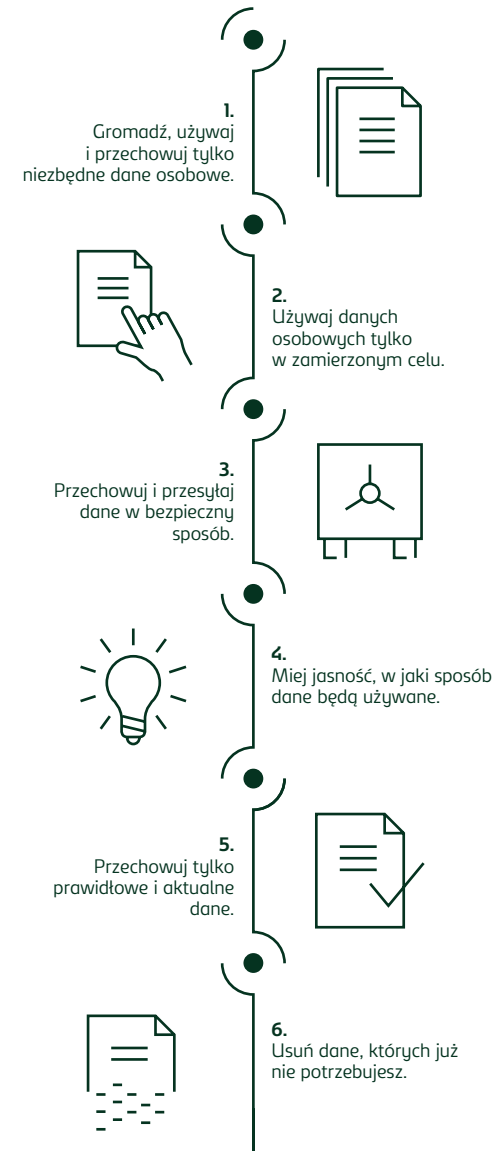 1.
Gromadź, używaj
i przechowuj tylko
niezbędne dane osobowe.
2.
Używaj danych
osobowych tylko
w zamierzonym celu.
3.
Przechowuj i przesyłaj
dane w bezpieczny
sposób.
4.
Miej jasność, w jaki sposób
dane będą używane.
5.
Przechowuj tylko
prawidłowe i aktualne
dane.
6.
Usuń dane, których już
nie potrzebujesz.